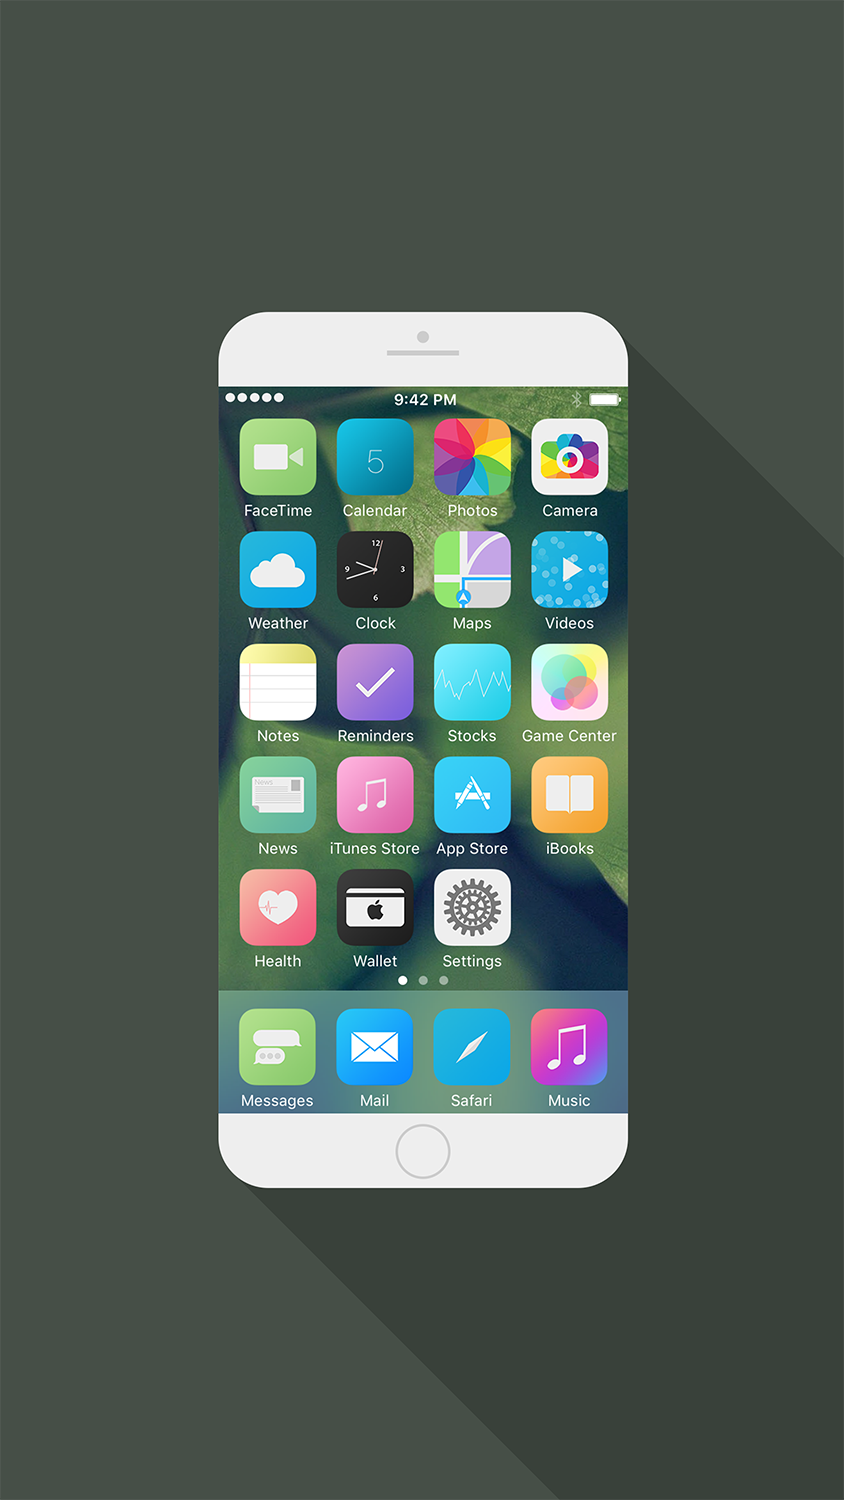 9:42 PM
5
FaceTime Calendar Photos Camera
12
9 3
6
Weather Clock Maps Videos
Notes Reminders Stocks Game Center
News
News iTunes Store App Store iBooks
Health Wallet Settings
Messages Mail Safari Music